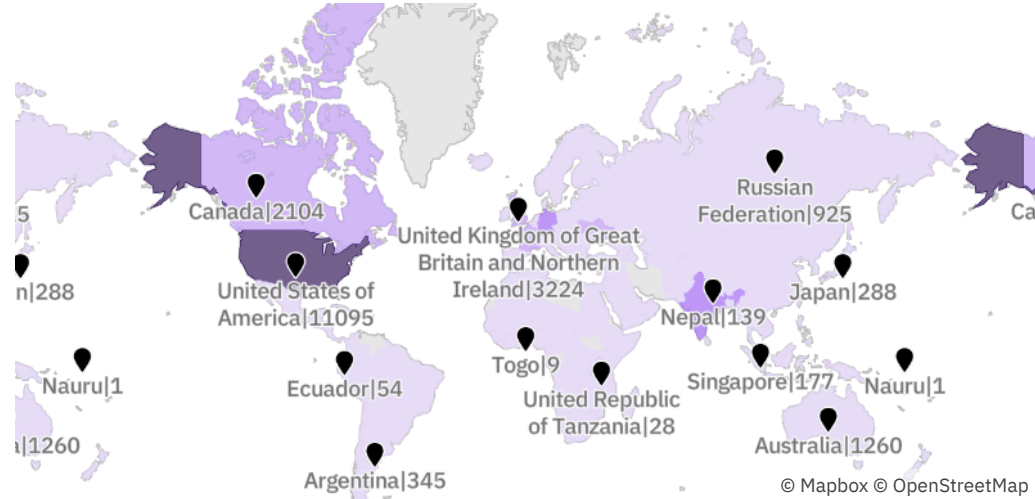 Russian
Federation|925
Canada|2104
5
Ca
United Kingdom of Great
Britain and Northern
Ireland|3224
n|288
United States of
America|11095
Nepal|139
Japan|288
Nauru|1
Togo|9
Ecuador|54
Singapore|177
Nauru|1
United Republic
of Tanzania|28
a|1260
Australia|1260
Argentina|345
© Mapbox © OpenStreetMap